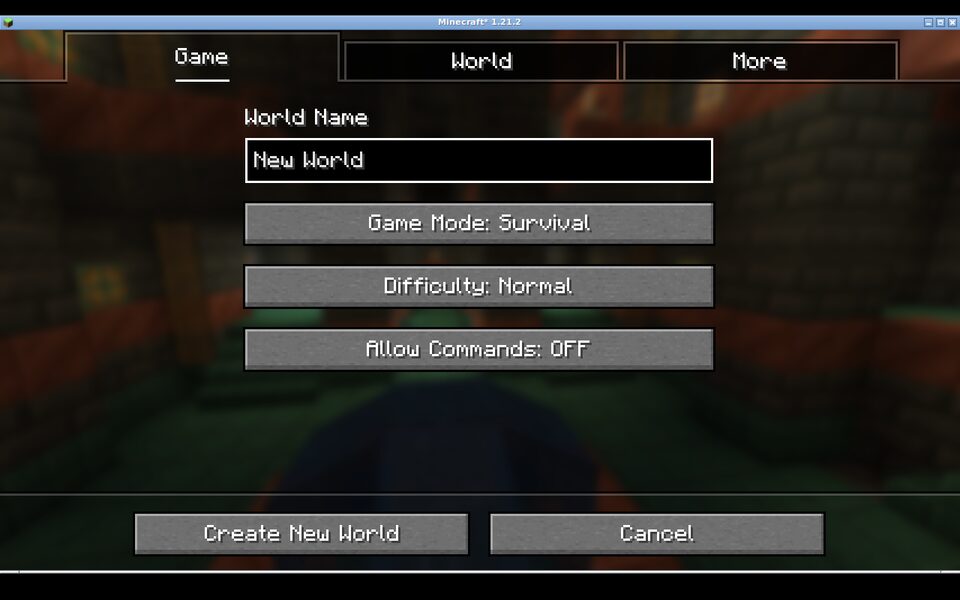 Minecraft* 1.21.2
Game
World
More
World Name
New World
Game Mode: Survival
Difficulty: Normal
Allow Commands: OFF
Create New World
Cancel